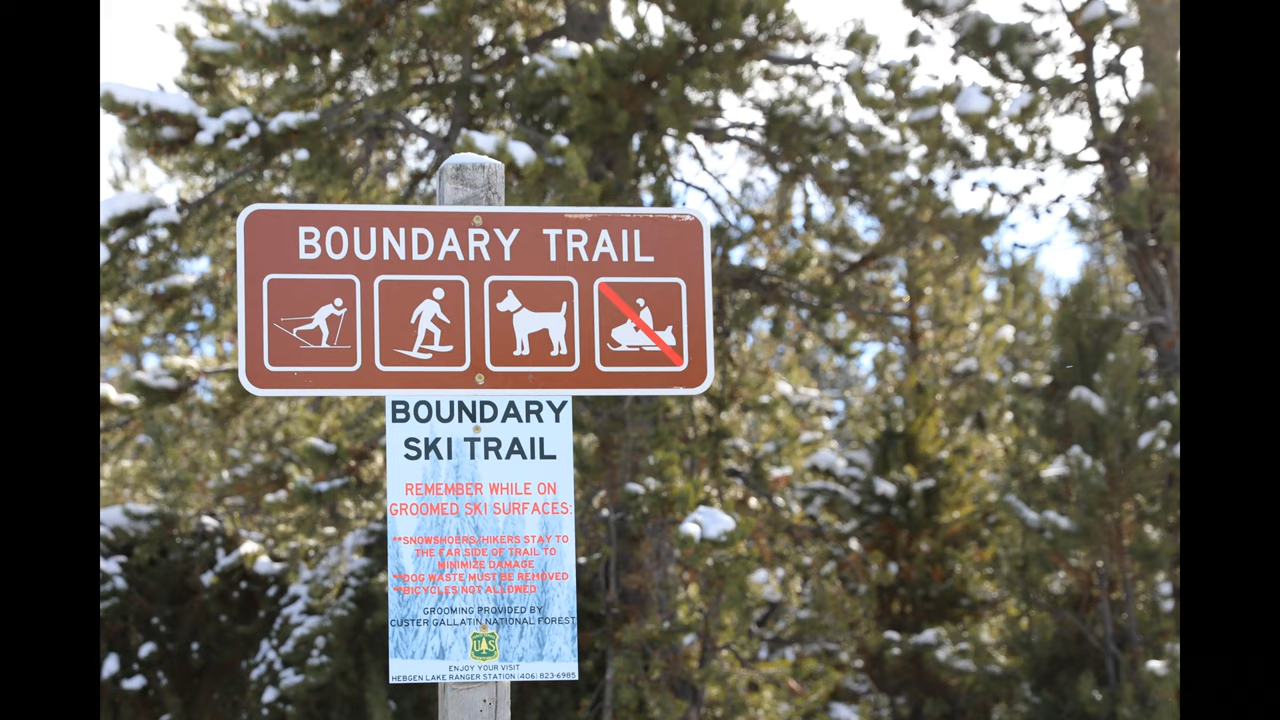 BOUNDARY TRAIL
BOUNDARY
SKI TRAIL
REMEMBER WHILE ON
GROOMED SKI SURFACES:
**SNOWSHOERS/HIKERS STAY TO
THE FAR SIDE OF TRAIL TO
MINIMIZE DAMAGE
**DOG WASTE MUST BE REMOVED
**BICYCLES NOT ALLOWED
GROOMING PROVIDED BY
CUSTER GALLATIN NATIONAL FOREST
UAS
ENJOY YOUR VISIT
HEBGEN LAKE RANGER STATION (406) 823-6985